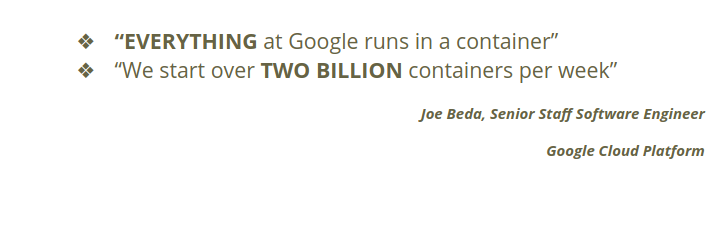 ❖ “EVERYTHING at Google runs in a container”
❖ “We start over TWO BILLION containers per week”
Joe Beda, Senior Staff Software Engineer
Google Cloud Platform